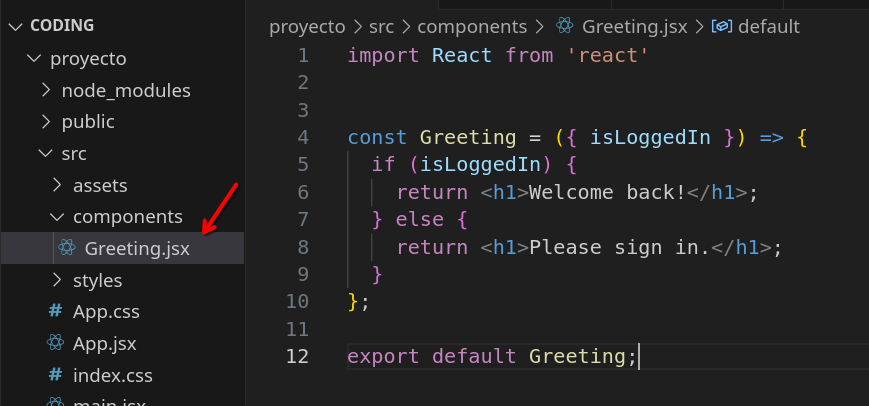 CODING
proyecto
node_modules
public
src
assets
components
Greeting.jsx
styles
# App.css
App.jsx
# index.css
main.jsx
proyecto > src > components > Greeting.jsx > default
1 import React from 'react'
2
3
4 const Greeting = ({ isLoggedIn }) => {
5   if (isLoggedIn) {
6     return <h1>Welcome back!</h1>;
7   } else {
8     return <h1>Please sign in.</h1>;
9   }
10 };
11
12 export default Greeting;